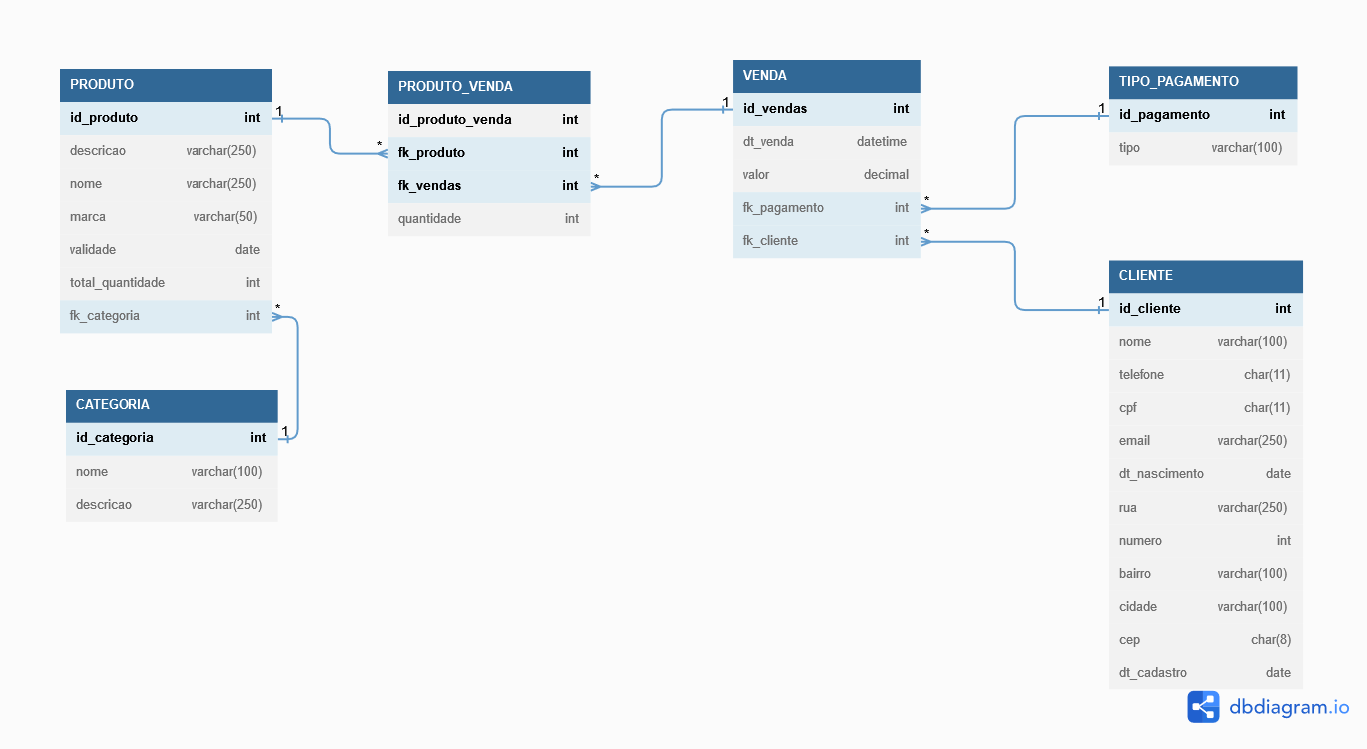 PRODUTO
id_produto int
descricao varchar(250)
nome varchar(250)
marca varchar(50)
validade date
total_quantidade int
fk_categoria int
1
*
CATEGORIA
id_categoria int
nome varchar(100)
descricao varchar(250)
1
PRODUTO_VENDA
id_produto_venda int
fk_produto int
fk_vendas int
quantidade int
*
*
VENDA
id_vendas int
dt_venda datetime
valor decimal
fk_pagamento int
fk_cliente int
1
*
*
TIPO_PAGAMENTO
id_pagamento int
tipo varchar(100)
1
CLIENTE
id_cliente int
nome varchar(100)
telefone char(11)
cpf char(11)
email varchar(250)
dt_nascimento date
rua varchar(250)
numero int
bairro varchar(100)
cidade varchar(100)
cep char(8)
dt_cadastro date
1
dbdiagram.io